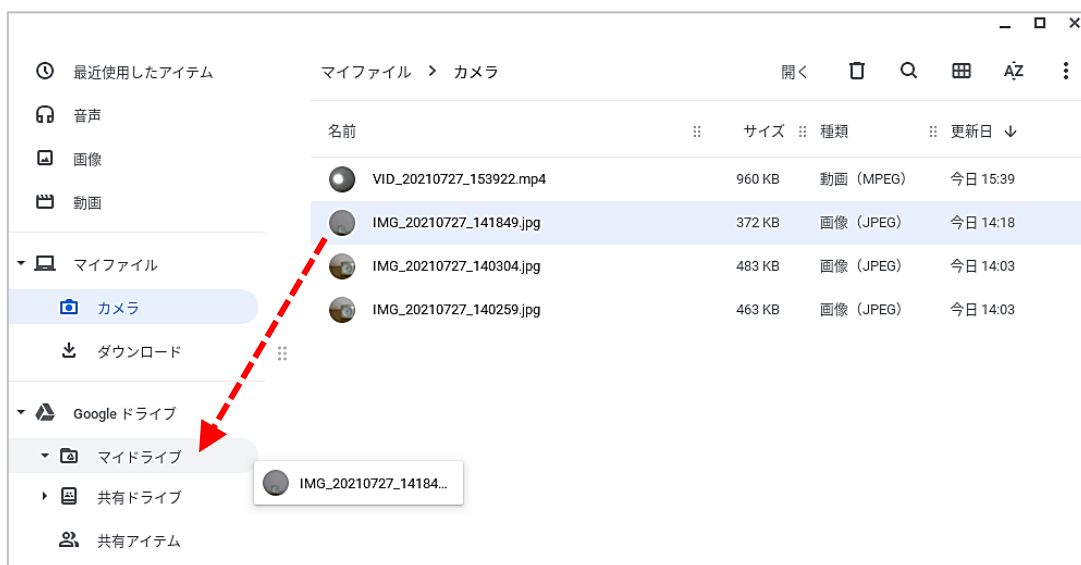 最近使用したアイテム
音声
画像
動画
マイファイル
カメラ
ダウンロード
Google ドライブ
マイドライブ
共有ドライブ
共有アイテム
マイファイル > カメラ
開く
AZ
名前 サイズ 種類 更新日
VID_20210727_153922.mp4 960 KB 動画（MPEG） 今日 15:39
IMG_20210727_141849.jpg 372 KB 画像（JPEG） 今日 14:18
IMG_20210727_140304.jpg 483 KB 画像（JPEG） 今日 14:03
IMG_20210727_140259.jpg 463 KB 画像（JPEG） 今日 14:03
IMG_20210727_14184...